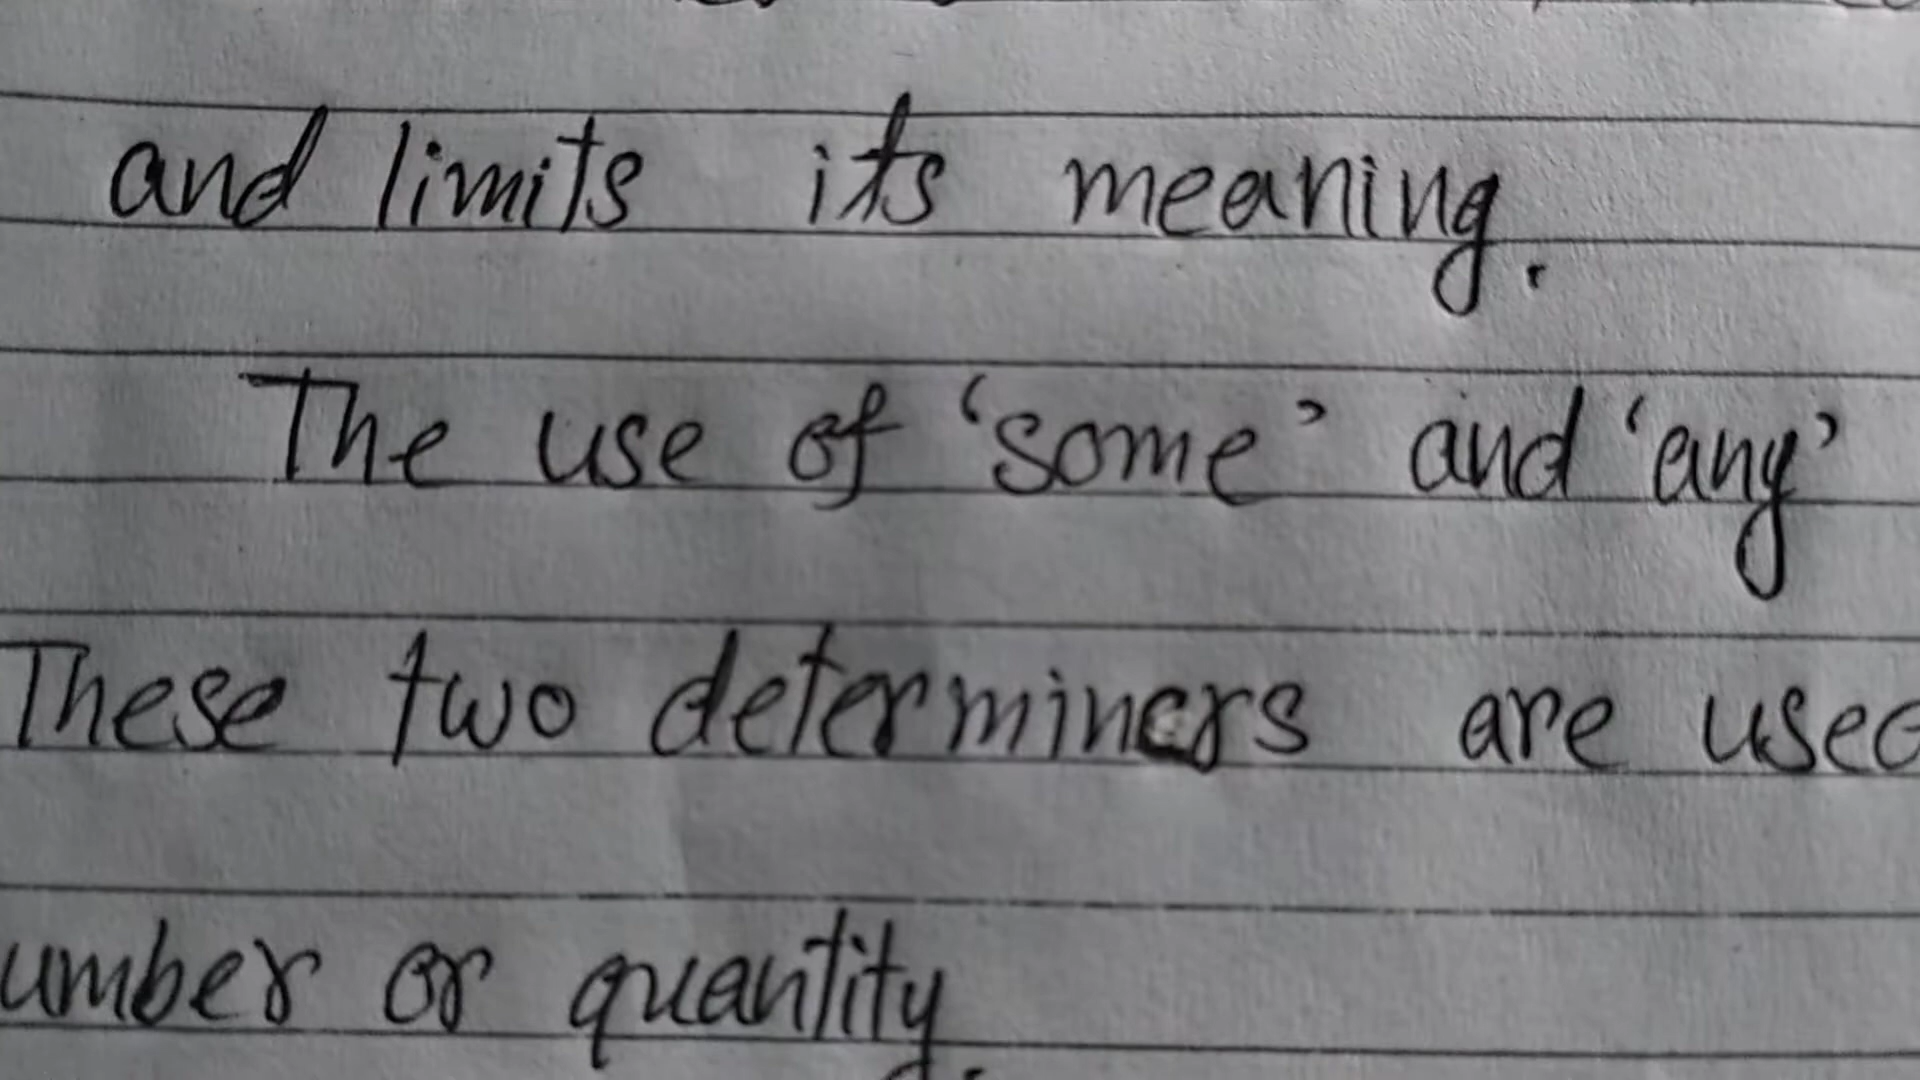 and limits its meaning.
The use of ‘some’ and ‘any’
These two determiners are used
umber or quantity.